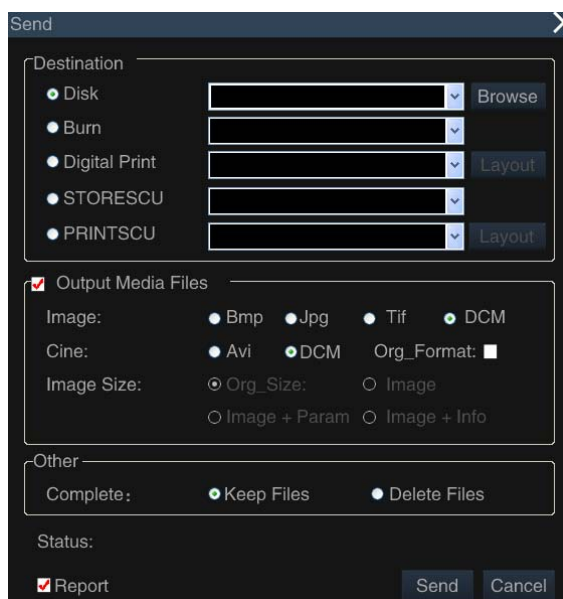 Send
Destination
Disk Browse
Burn
Digital Print Layout
STORESCU
PRINTSCU Layout
Output Media Files
Image: Bmp Jpg Tif DCM
Cine: Avi DCM Org_Format:
Image Size: Org_Size: Image
Image + Param Image + Info
Other
Complete: Keep Files Delete Files
Status:
Report Send Cancel